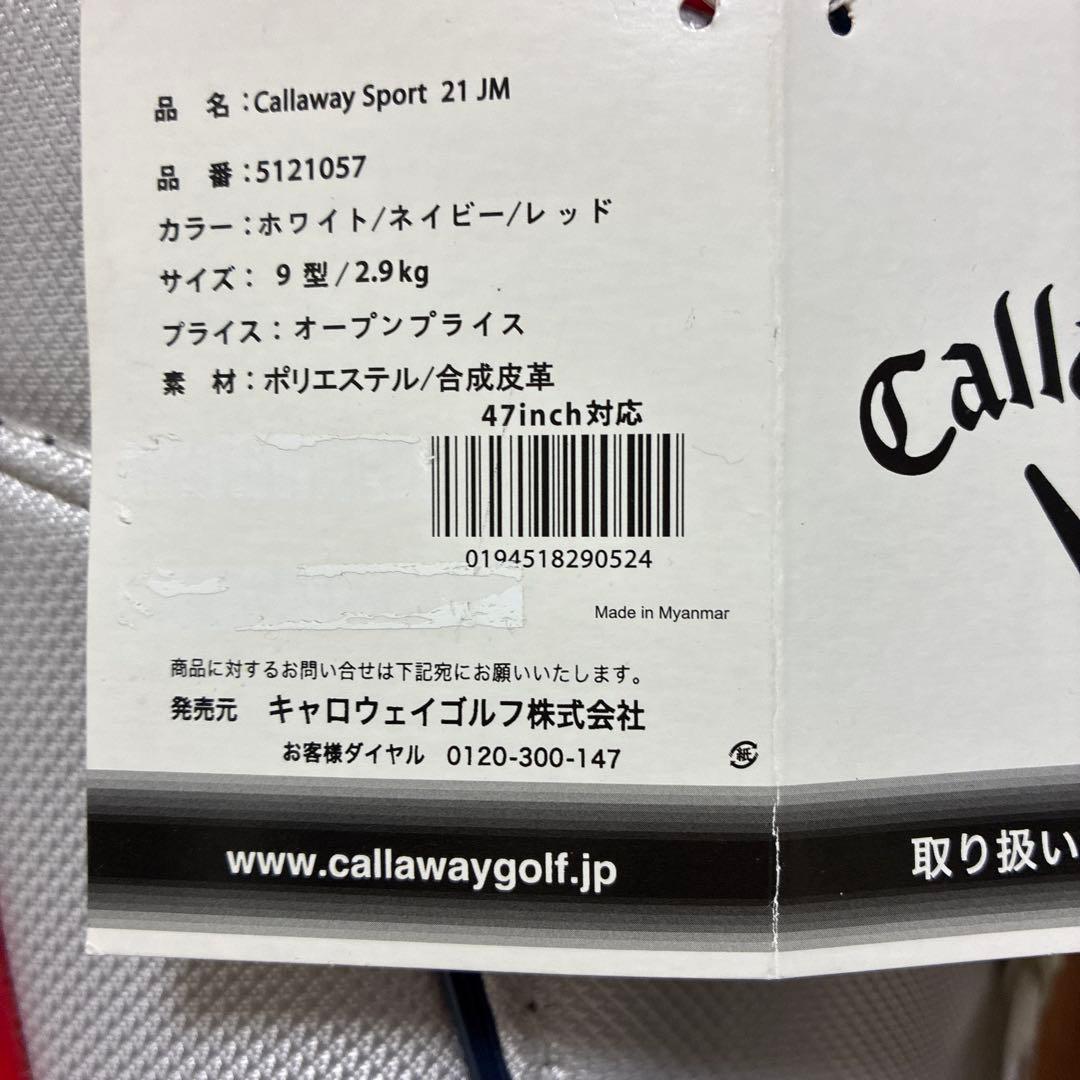 品 名：Callaway Sport 21 JM
品 番：5121057
カラー：ホワイト/ネイビー/レッド
サイズ：9 型/2.9kg
プライス：オープンプライス
素 材：ポリエステル/合成皮革
47inch対応
0194518290524
Made in Myanmar
商品に対するお問い合せは下記宛にお願いいたします。
発売元 キャロウェイゴルフ株式会社
お客様ダイヤル 0120-300-147
紙
www.callawaygolf.jp
Calla
取り扱い